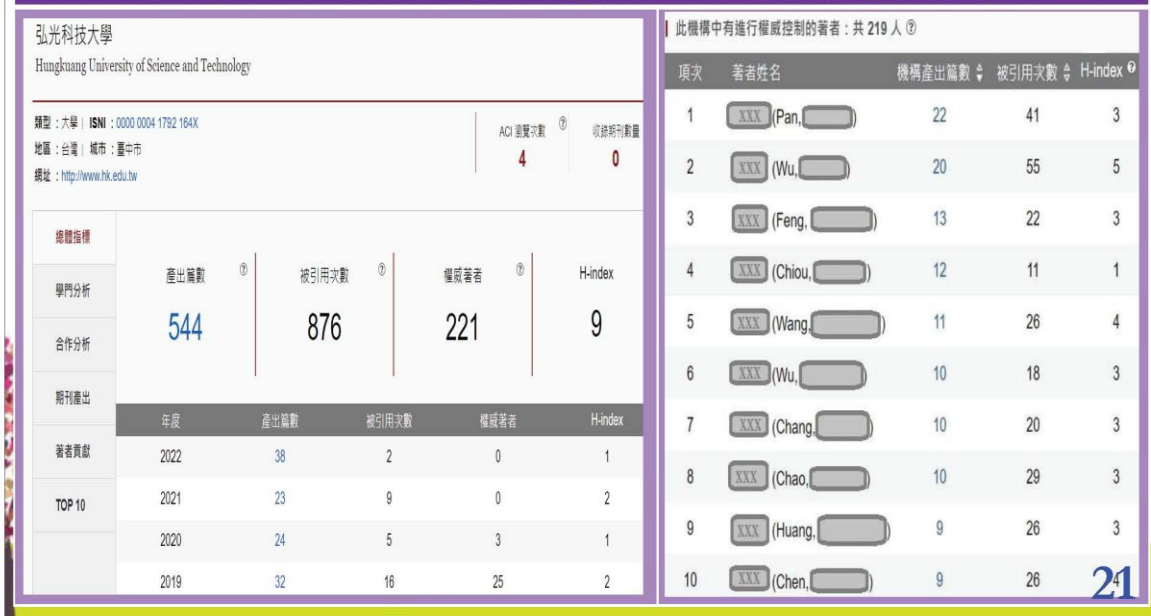 弘光科技大學
Hungkuang University of Science and Technology
類型：大學 | ISNI ：0000 0004 1792 164X
地區：台灣 | 城市 ：臺中市
網址 ：http://www.hk.edu.tw
ACI 瀏覽次數 ?
4
收錄期刊數量
0
總體指標
學門分析
合作分析
期刊產出
著者貢獻
TOP 10
產出篇數 ?
544
被引用次數 ?
876
權威著者 ?
221
H-index
9
年度 產出篇數 被引用次數 權威著者 H-index
2022 38 2 0 1
2021 23 9 0 2
2020 24 5 3 1
2019 32 16 25 2
此機構中有進行權威控制的著者：共 219 人 ?
項次 著者姓名 機構產出篇數 被引用次數 H-index ?
1 XXX (Pan, ) 22 41 3
2 XXX (Wu, ) 20 55 5
3 XXX (Feng, ) 13 22 3
4 XXX (Chiou, ) 12 11 1
5 XXX (Wang, ) 11 26 4
6 XXX (Wu, ) 10 18 3
7 XXX (Chang, ) 10 20 3
8 XXX (Chao, ) 10 29 3
9 XXX (Huang, ) 9 26 3
10 XXX (Chen, ) 9 26
21